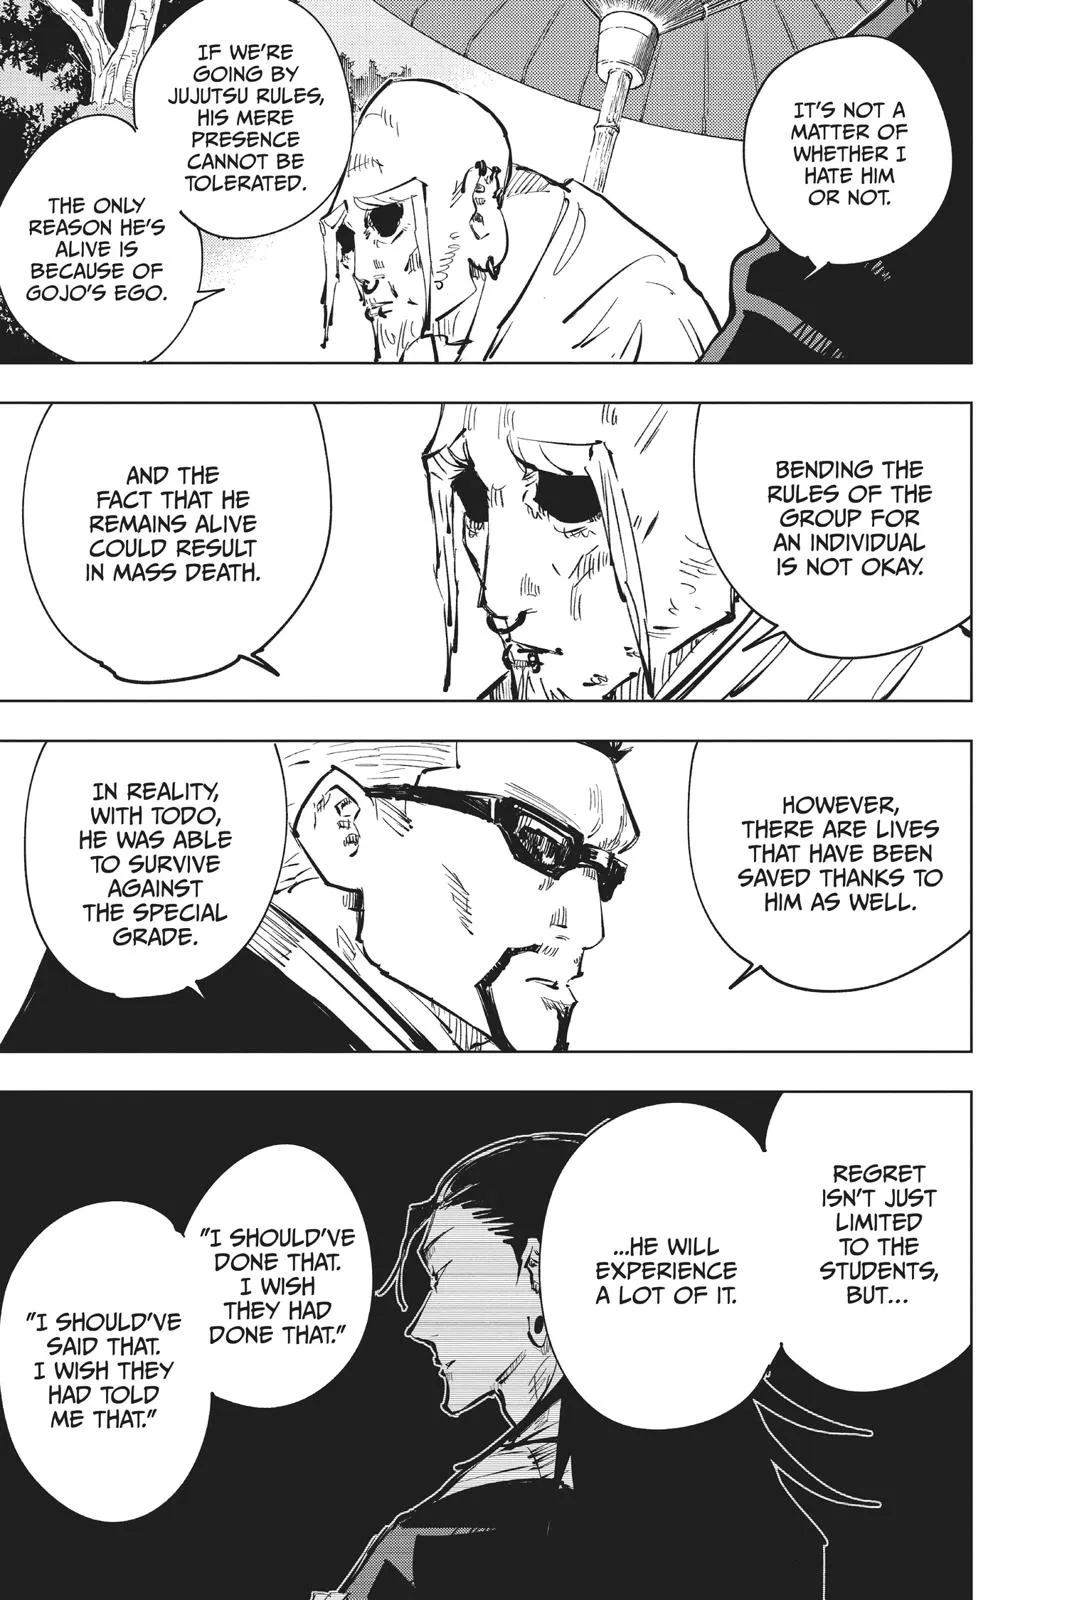 IT'S NOT A
MATTER OF
WHETHER I
HATE HIM
OR NOT.
IF WE'RE
GOING BY
JUJUTSU RULES,
HIS MERE
PRESENCE
CANNOT BE
TOLERATED.
THE ONLY
REASON HE'S
ALIVE IS
BECAUSE OF
GOJO'S EGO.
BENDING THE
RULES OF THE
GROUP FOR
AN INDIVIDUAL
IS NOT OKAY.
AND THE
FACT THAT HE
REMAINS ALIVE
COULD RESULT
IN MASS DEATH.
HOWEVER,
THERE ARE LIVES
THAT HAVE BEEN
SAVED THANKS TO
HIM AS WELL.
IN REALITY,
WITH TODO,
HE WAS ABLE
TO SURVIVE
AGAINST
THE SPECIAL
GRADE.
REGRET
ISN'T JUST
LIMITED
TO THE
STUDENTS,
BUT...
...HE WILL
EXPERIENCE
A LOT OF IT.
"I SHOULD'VE
DONE THAT.
I WISH
THEY HAD
DONE THAT."
"I SHOULD'VE
SAID THAT.
I WISH THEY
HAD TOLD
ME THAT."